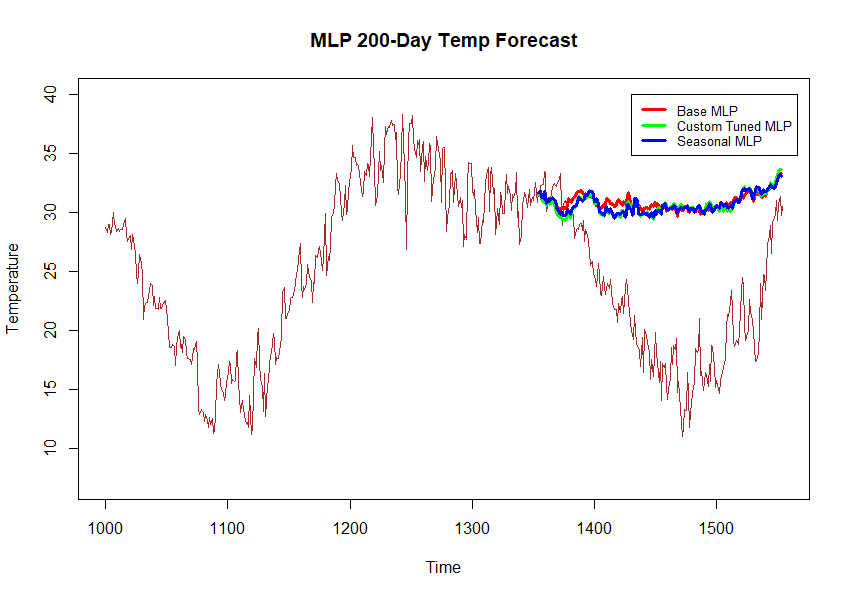 MLP 200-Day Temp Forecast
Base MLP
Custom Tuned MLP
Seasonal MLP
Temperature
40
35
30
25
20
15
10
1000 1100 1200 1300 1400 1500
Time